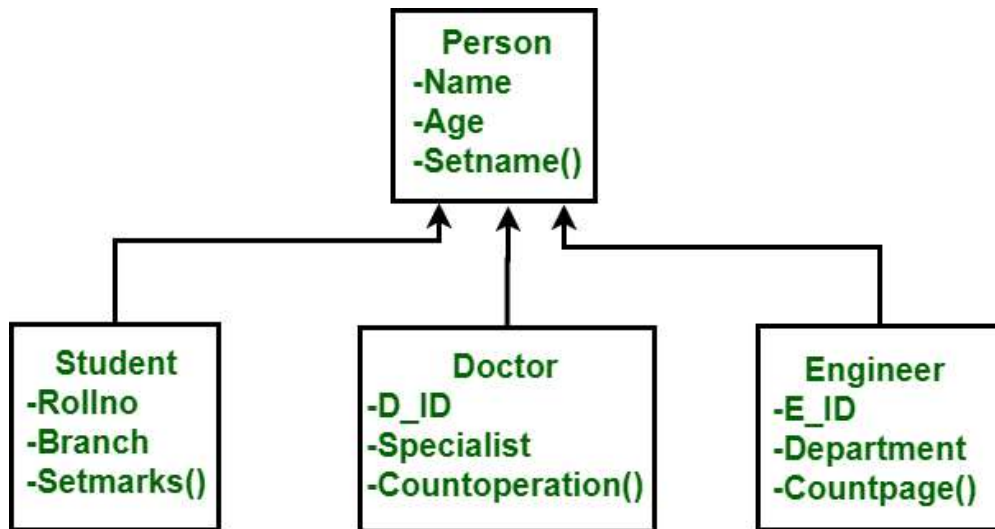 Person
-Name
-Age
-Setname()
Student
-Rollno
-Branch
-Setmarks()
Doctor
-D_ID
-Specialist
-Countoperation()
Engineer
-E_ID
-Department
-Countpage()